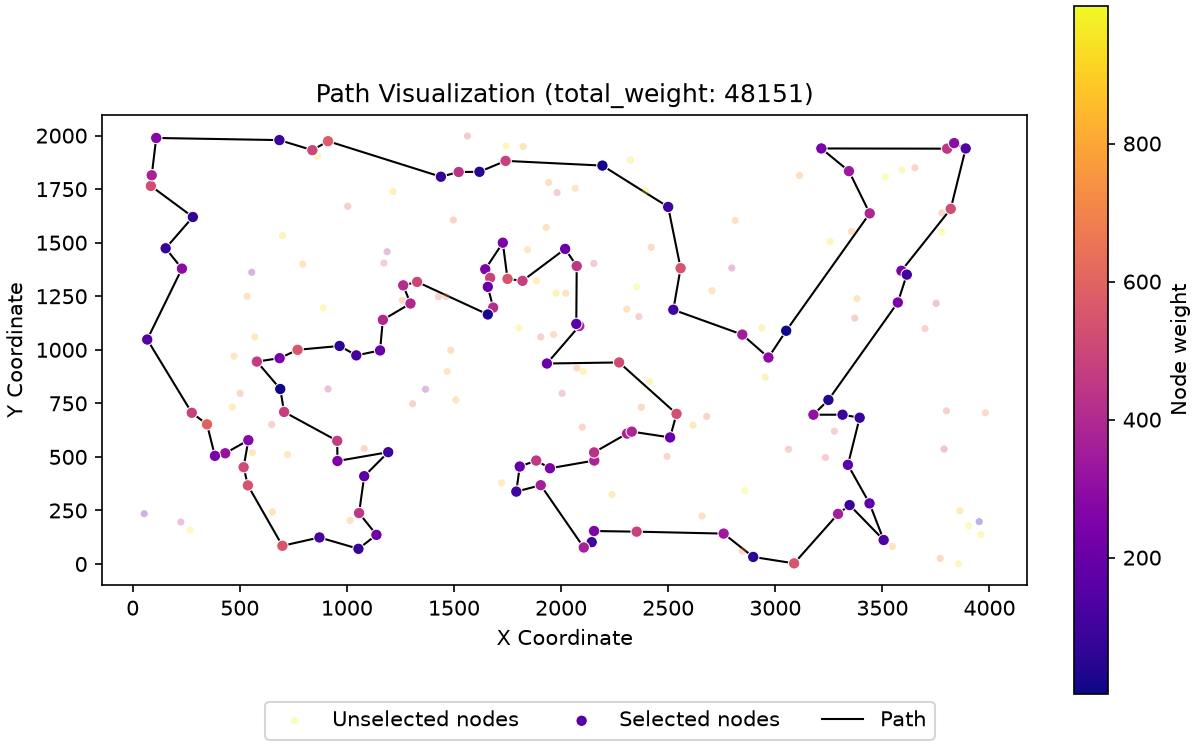 Path Visualization (total_weight: 48151)
Y Coordinate
2000
1750
1500
1250
1000
750
500
250
0
0 500 1000 1500 2000 2500 3000 3500 4000
X Coordinate
800
600
400
200
Node weight
Unselected nodes Selected nodes Path